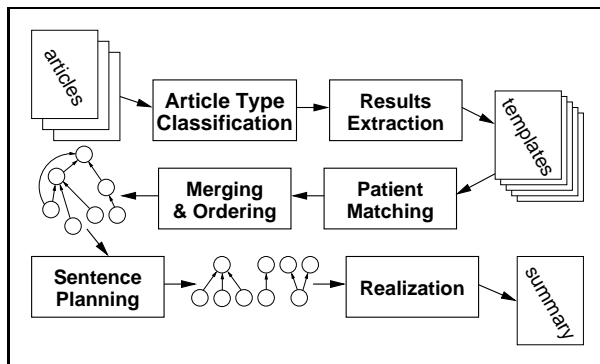 articles
Article Type
Classification
Results
Extraction
templates
Merging
& Ordering
Patient
Matching
Sentence
Planning
Realization
summary